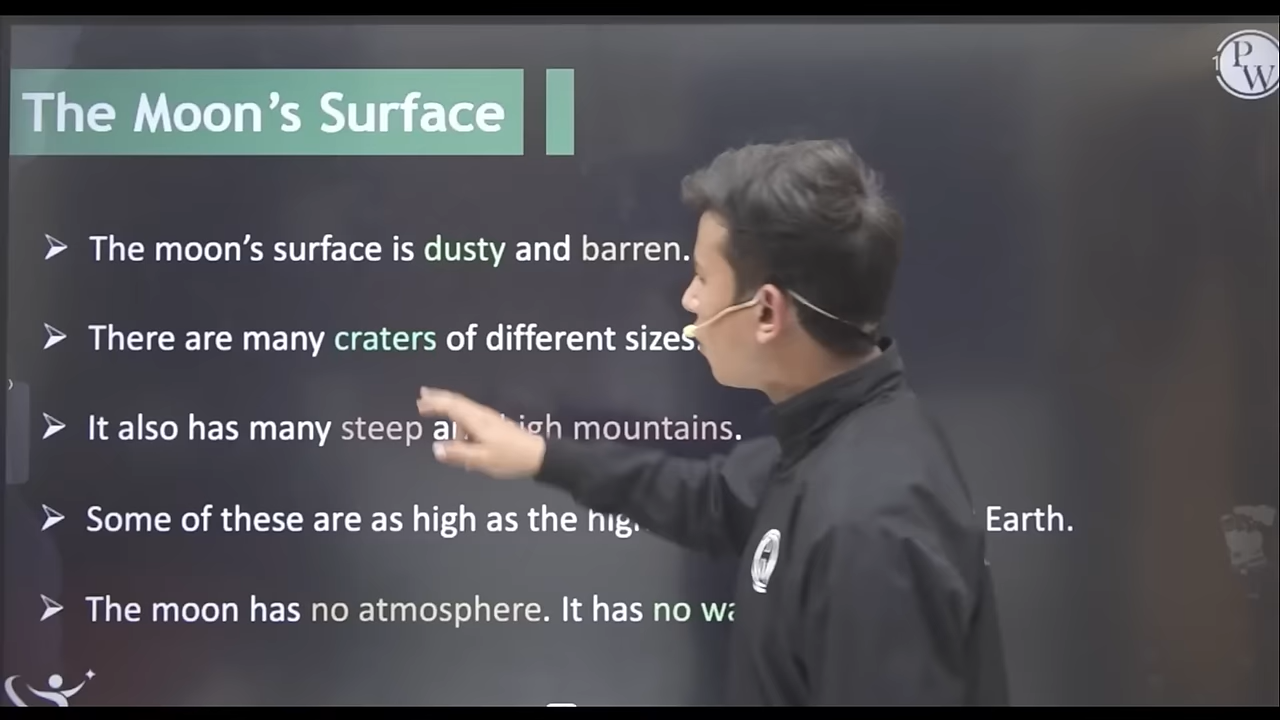 The Moon's Surface
PW
➢ The moon's surface is dusty and barren.
➢ There are many craters of different sizes.
➢ It also has many steep high mountains.
➢ Some of these are as high as the Earth.
➢ The moon has no atmosphere. It has no